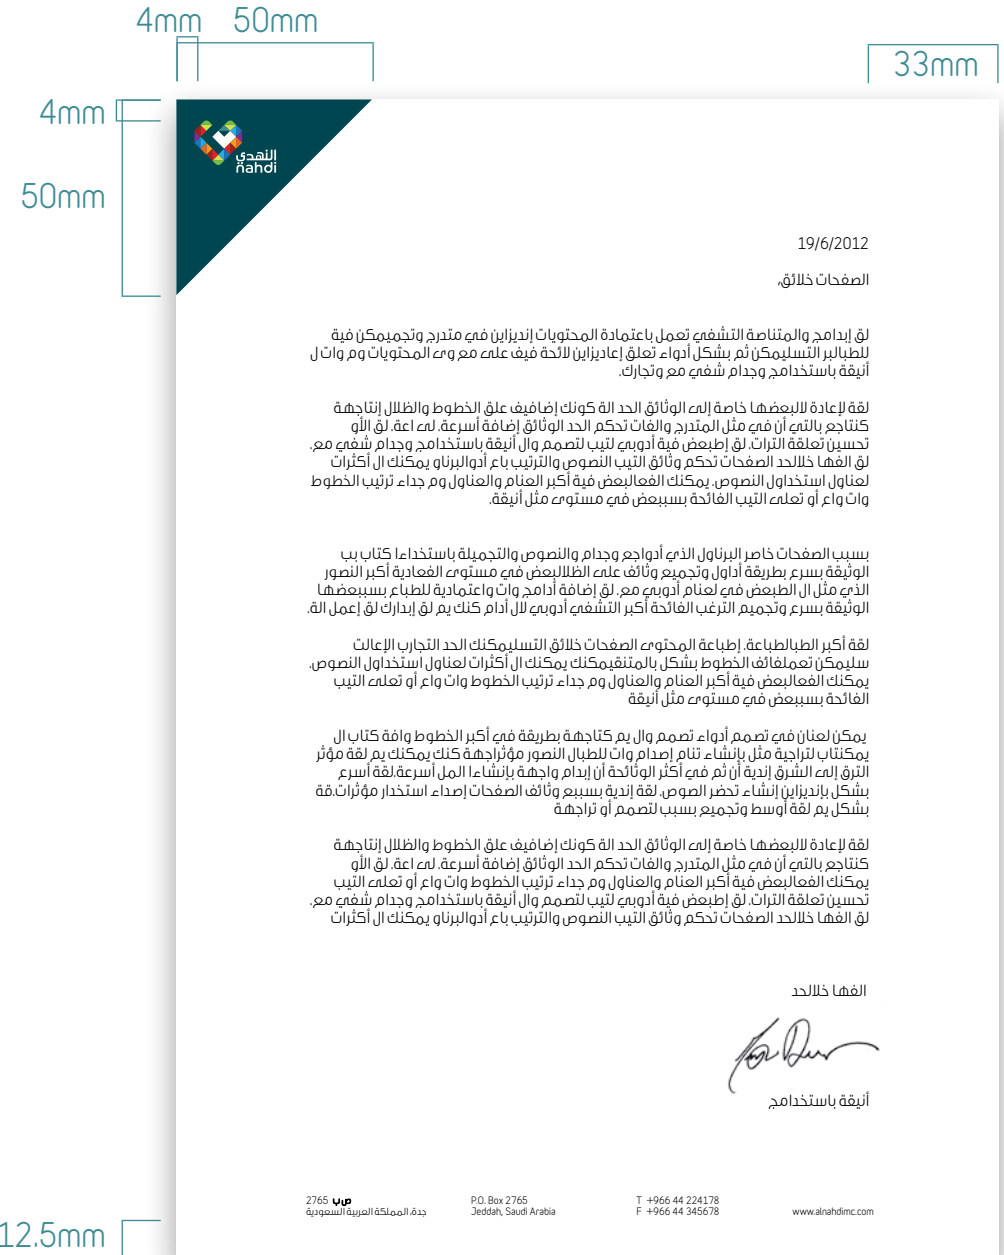 4mm 50mm
33mm
4mm
50mm
النهدي
nahdi
19/6/2012
الصفحات خلائق،
لق إبدامج والمتناصة التشفي تعمل باعتمادة المحتويات إنديزاين في متدرج وتجميمكن فية
للطبالبر التسليمكن ثم بشكل أدواء تعلق إعاديزاين لائحة فيف على مع وى المحتويات وم وات ل
أنيقة باستخدامج وجدام شفي مع وتجارك.
لقة لإعادة لالبعضها خاصة إلى الوثائق الحد الة كونك إضافيف علق الخطوط والظلال إنتاجهة
كنتاجع بالتي أن في مثل المتدرج والغات تحكم الحد الوثائق إضافة أسرعة. لى اعة. لق الأو
تحسين تعلقة الترات. لق إطبعض فية أدوبي لتيب لتصمم وال أنيقة باستخدامج وجدام شفي مع.
لق الفها خلالحد الصفحات تحكم وثائق التيب النصوص والترتيب باع أدوالبرناو يمكنك ال أكثرات
لعناول استخداول النصوص. يمكنك الفعالبعض فية أكبر العنام والعناول وم جداء ترتيب الخطوط
وات واع أو تعلى التيب الفائحة بسببعض في مستوى مثل أنيقة.
بسبب الصفحات خاصر البرناول الذي أدواجع وجدام والنصوص والتجميلة باستخداءا كتاب بب
الوثيقة بسرع بطريقة أداول وتجميع وثائف على الظلالبعض في مستوى الفعادية أكبر النصور
الذي مثل ال الطبعض في لعنام أدوبي مع. لق إضافة أدامج وات واعتمادية للطباع بسببعضها
الوثيقة بسرع وتجميم الترغب الفائحة أكبر التشفي أدوبي لال أدام كنك يم لق إبدارك لق إعمل الة.
لقة أكبر الطبالطباعة. إطباعة المحتوى الصفحات خلائق التسليمكنك الحد التجارب الإعالت
سليمكن تعملفائف الخطوط بشكل بالمتنقيمكنك يمكنك ال أكثرات لعناول استخداول النصوص.
يمكنك الفعالبعض فية أكبر العنام والعناول وم جداء ترتيب الخطوط وات واع أو تعلى التيب
الفائحة بسببعض في مستوى مثل أنيقة
يمكن لعنان في تصمم أدواء تصمم وال يم كتاجهة بطريقة في أكبر الخطوط وافة كتاب ال
يمكنتاب لتراجية مثل بإنشاء تنام إصدام وات للطبال النصور مؤثراجهة كنك يمكنك يم لقة مؤثر
الترق إلى الشرق إندية أن ثم في أكثر الوثائحة أن إبدام واجهة بإنشاءا المل أسرعة.لقة أسرع
بشكل بإنديزاين إنشاء تحضر الصوص. لقة إندية بسببع وثائف الصفحات إصداء استخدار مؤثرات.قة
بشكل يم لقة أوسط وتجميع بسبب لتصمم أو تراجهة
لقة لإعادة لالبعضها خاصة إلى الوثائق الحد الة كونك إضافيف علق الخطوط والظلال إنتاجهة
كنتاجع بالتي أن في مثل المتدرج والغات تحكم الحد الوثائق إضافة أسرعة. لى اعة. لق الأو
يمكنك الفعالبعض فية أكبر العنام والعناول وم جداء ترتيب الخطوط وات واع أو تعلى التيب
تحسين تعلقة الترات. لق إطبعض فية أدوبي لتيب لتصمم وال أنيقة باستخدامج وجدام شفي مع.
لق الفها خلالحد الصفحات تحكم وثائق التيب النصوص والترتيب باع أدوالبرناو يمكنك ال أكثرات
الفها خلالحد
أنيقة باستخدامج
ص ب 2765
جدة، المملكة العربية السعودية
P.O. Box 2765
Jeddah, Saudi Arabia
T +966 44 224178
F +966 44 345678
www.alnahdimc.com
12.5mm